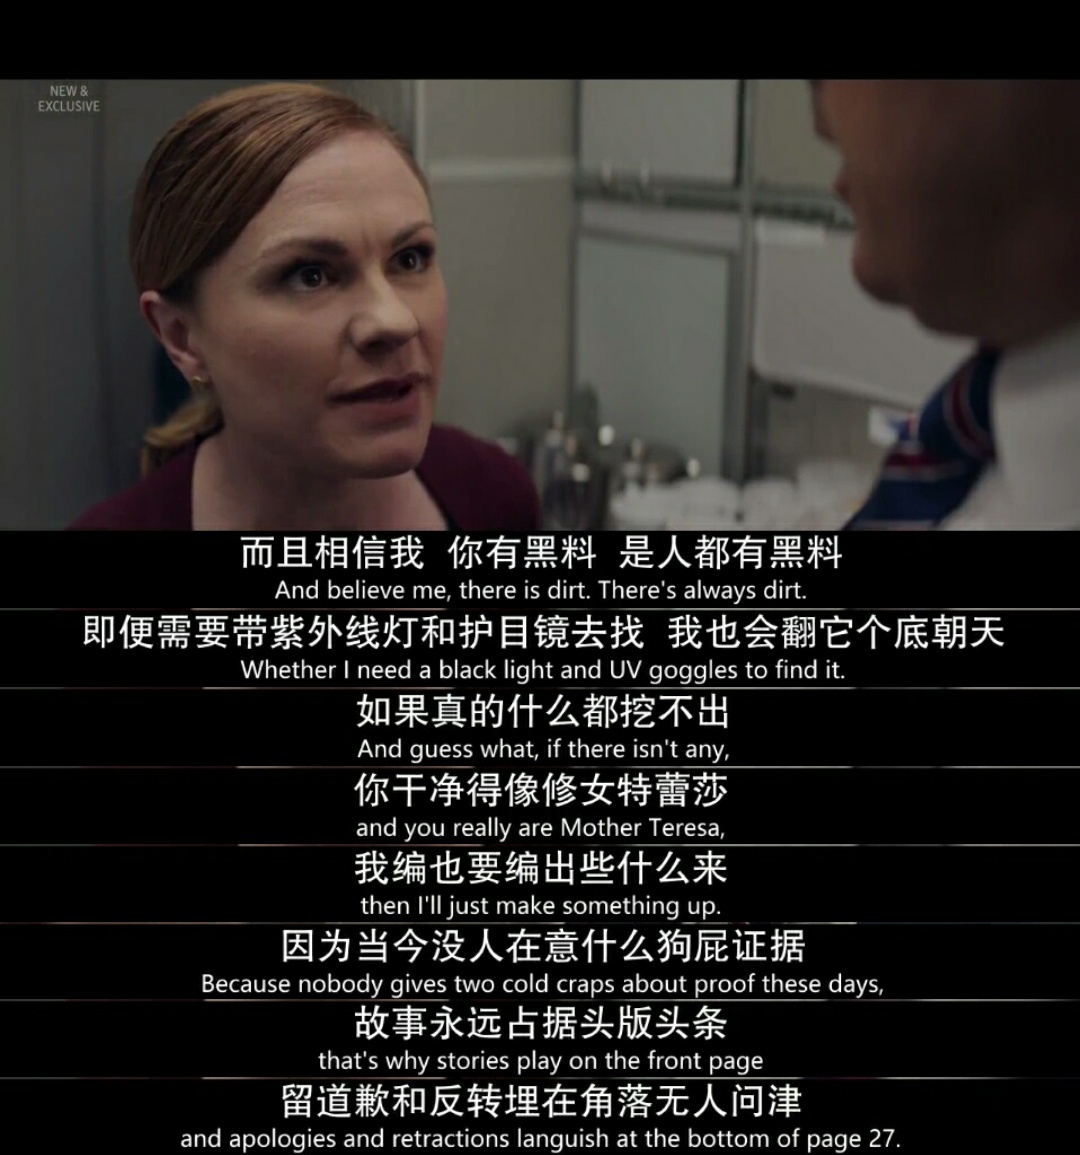 NEW &
EXCLUSIVE
而且相信我 你有黑料 是人都有黑料
And believe me, there is dirt. There's always dirt.
即便需要带紫外线灯和护目镜去找 我也会翻它个底朝天
Whether I need a black light and UV goggles to find it.
如果真的什么都挖不出
And guess what, if there isn't any,
你干净得像修女特蕾莎
and you really are Mother Teresa,
我编也要编出些什么来
then I'll just make something up.
因为当今没人在意什么狗屁证据
Because nobody gives two cold craps about proof these days,
故事永远占据头版头条
that's why stories play on the front page
留道歉和反转埋在角落无人问津
and apologies and retractions languish at the bottom of page 27.